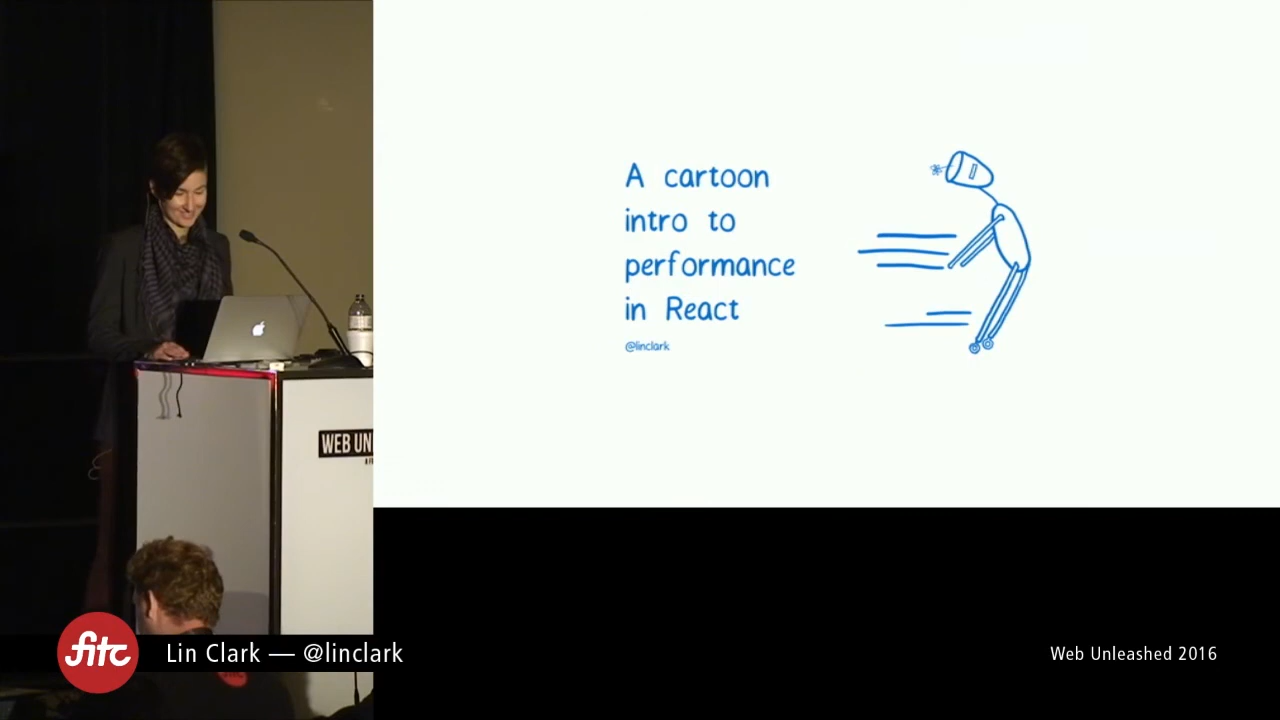 A cartoon
intro to
performance
in React
@linclark
WEB UN
fitc
Lin Clark — @linclark
Web Unleashed 2016